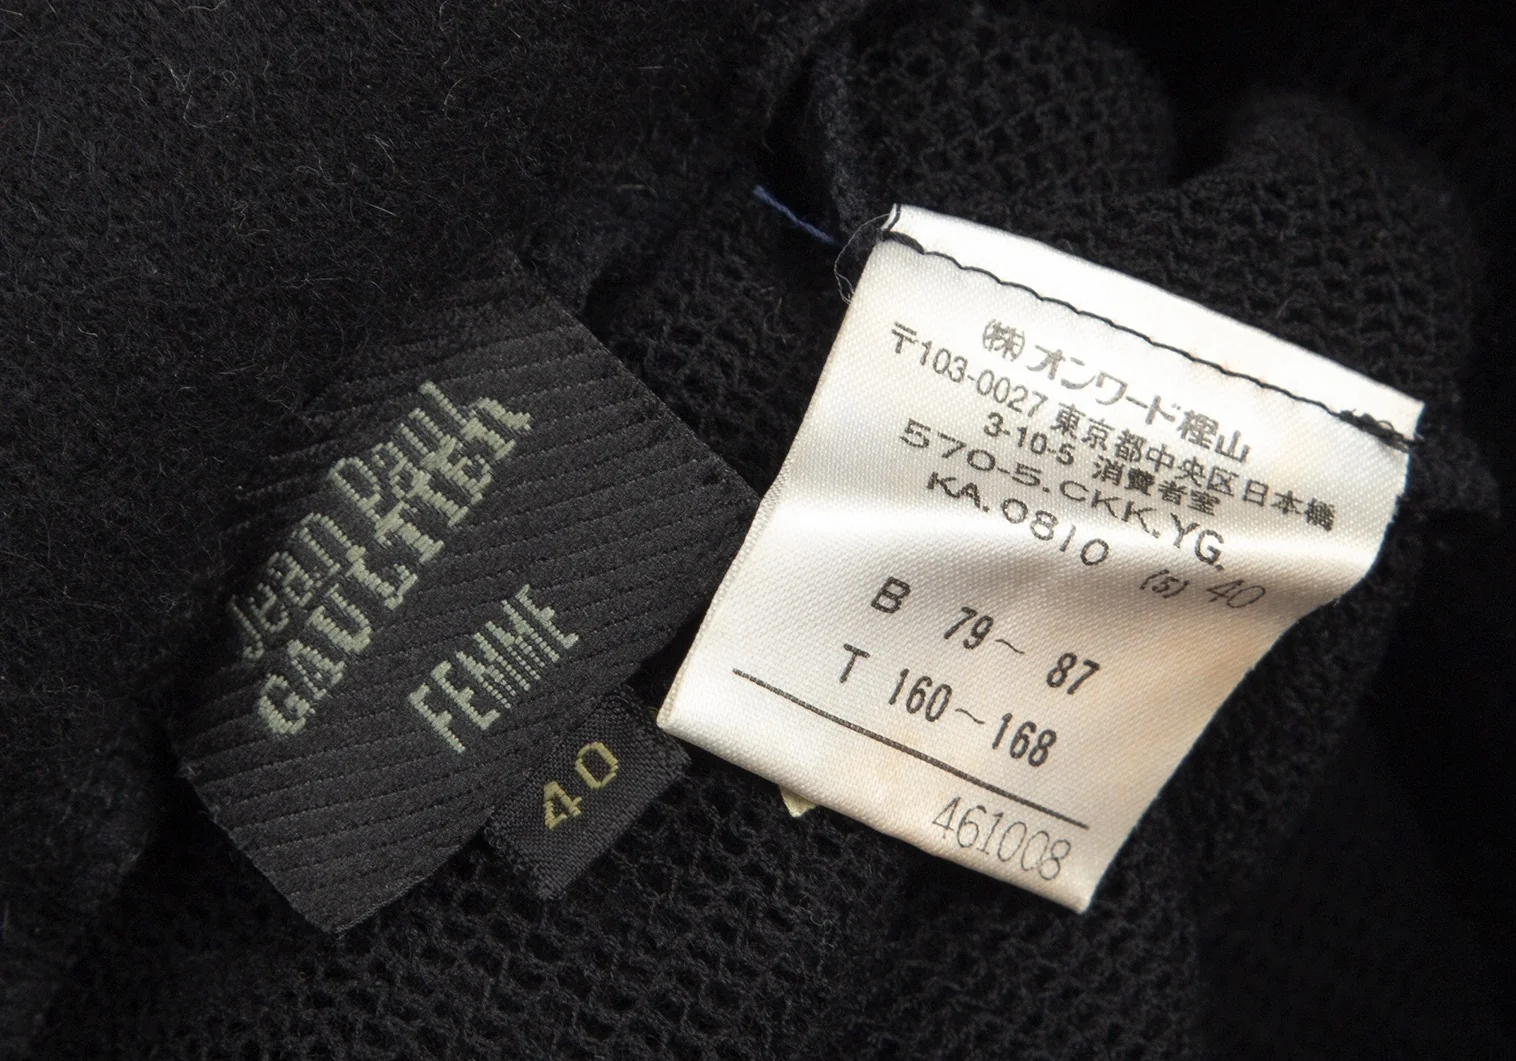 Jean Paul
GAULTIER
FEMME
40
㈱オンワード樫山
〒103-0027 東京都中央区日本橋
3-10-5 消費者室
570-5.CKK.YG.
KA.0810
(5) 40
B 79～87
T 160～168
461008